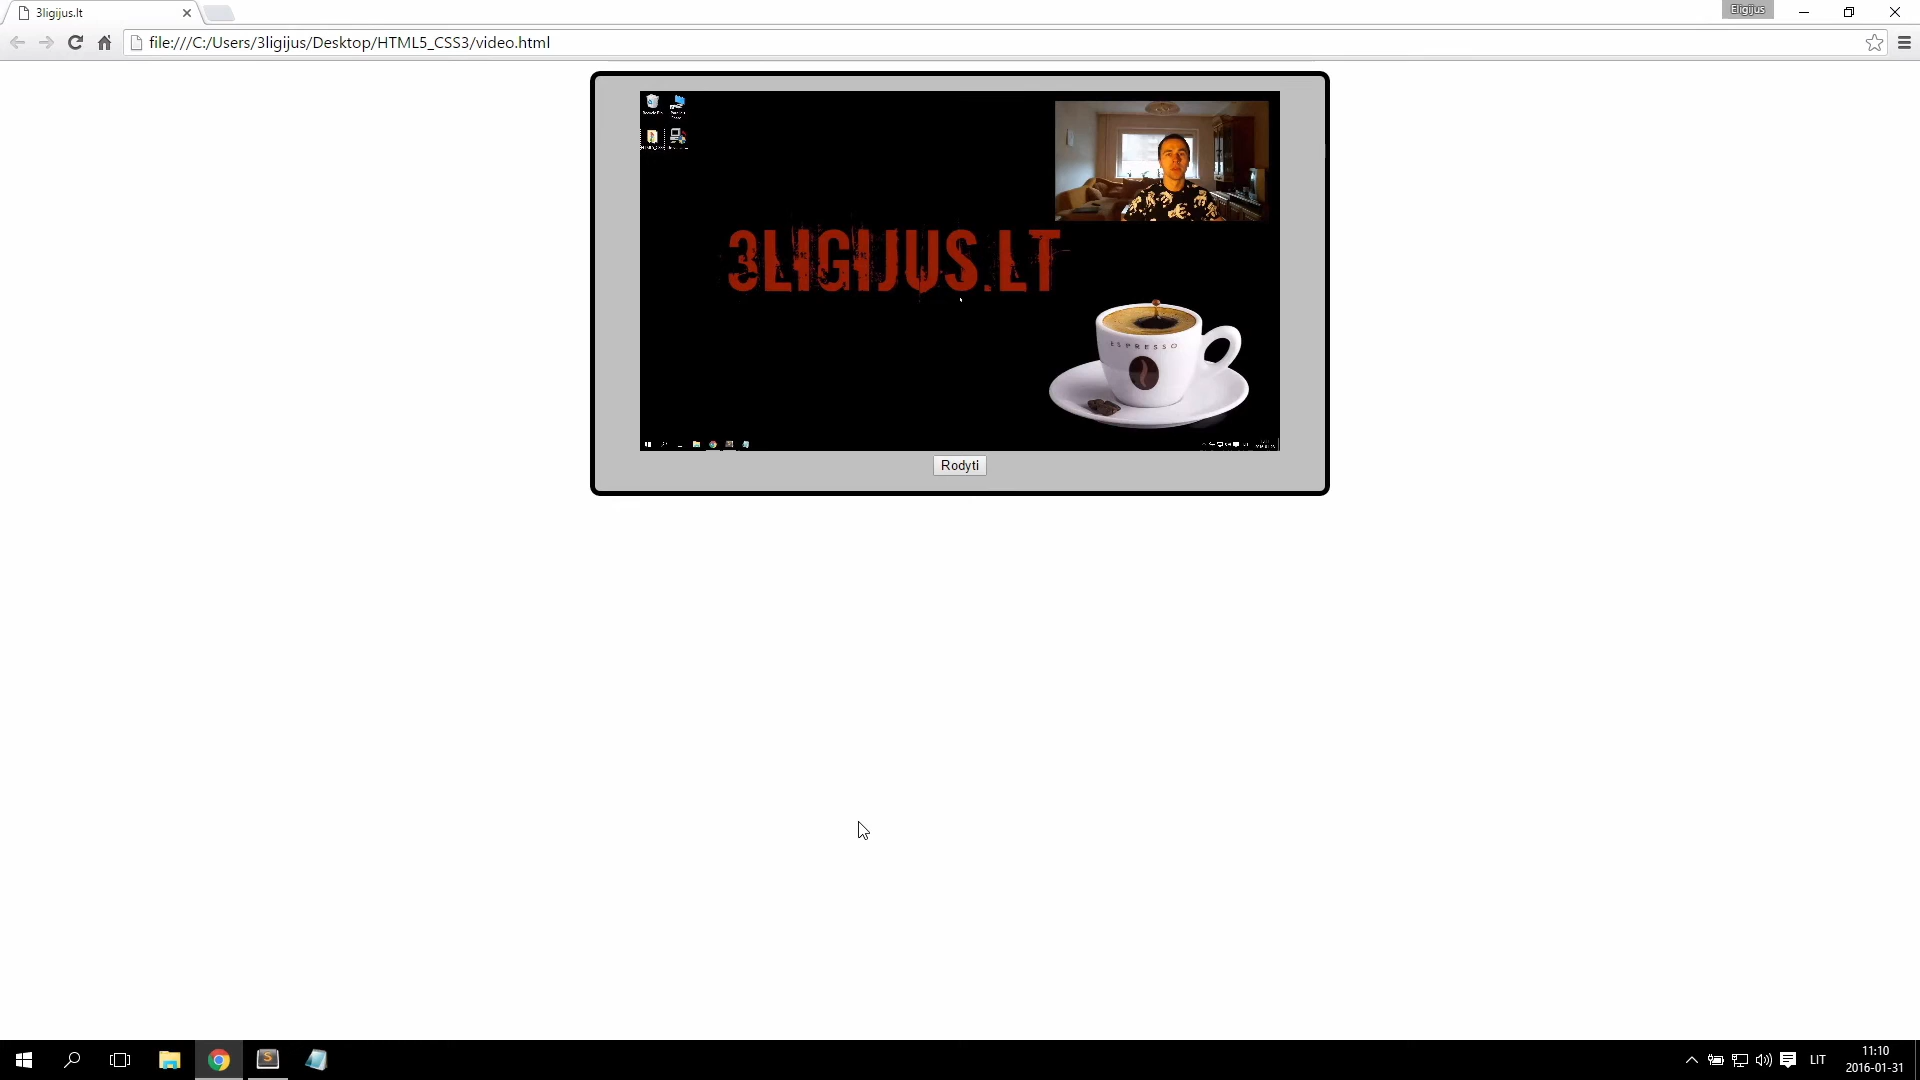 3ligijus.lt
Eligijus
file:///C:/Users/3ligijus/Desktop/HTML5_CSS3/video.html
3LIGIJUS.LT
ESPRESSO
Rodyti
LIT
11:10
2016-01-31